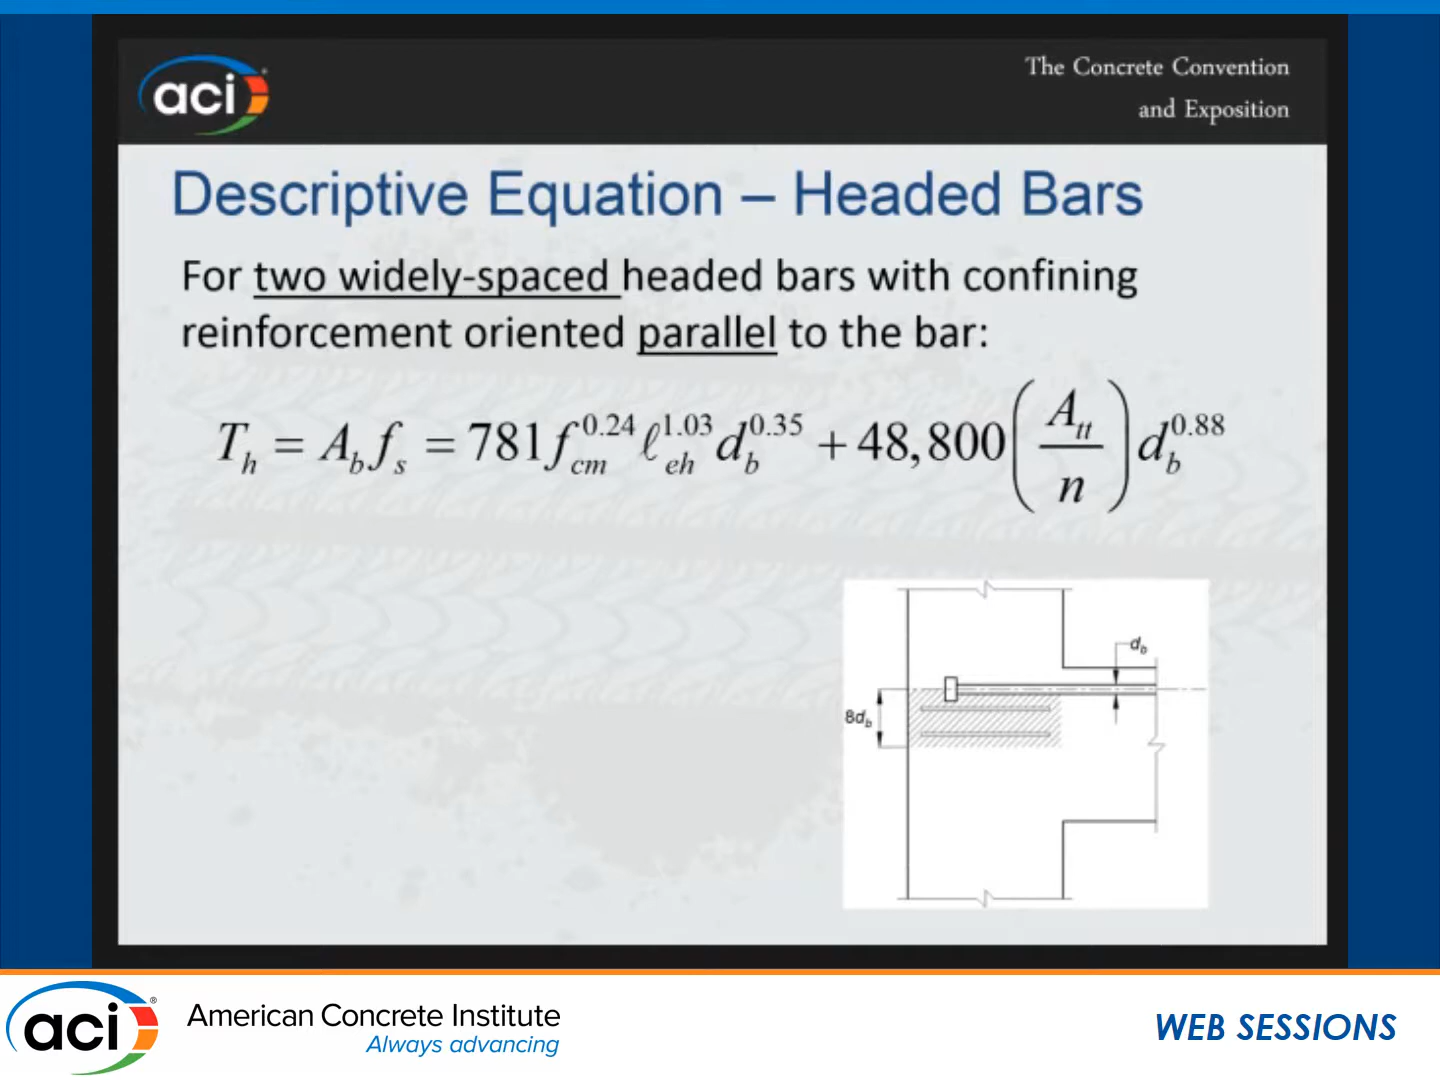 aci
The Concrete Convention
and Exposition
Descriptive Equation – Headed Bars
For two widely-spaced headed bars with confining
reinforcement oriented parallel to the bar:
T_h = A_b f_s = 781 f_cm^0.24 ℓ_eh^1.03 d_b^0.35 + 48,800 (A_tt / n) d_b^0.88
d_b
8d_b
aci®
American Concrete Institute
Always advancing
WEB SESSIONS